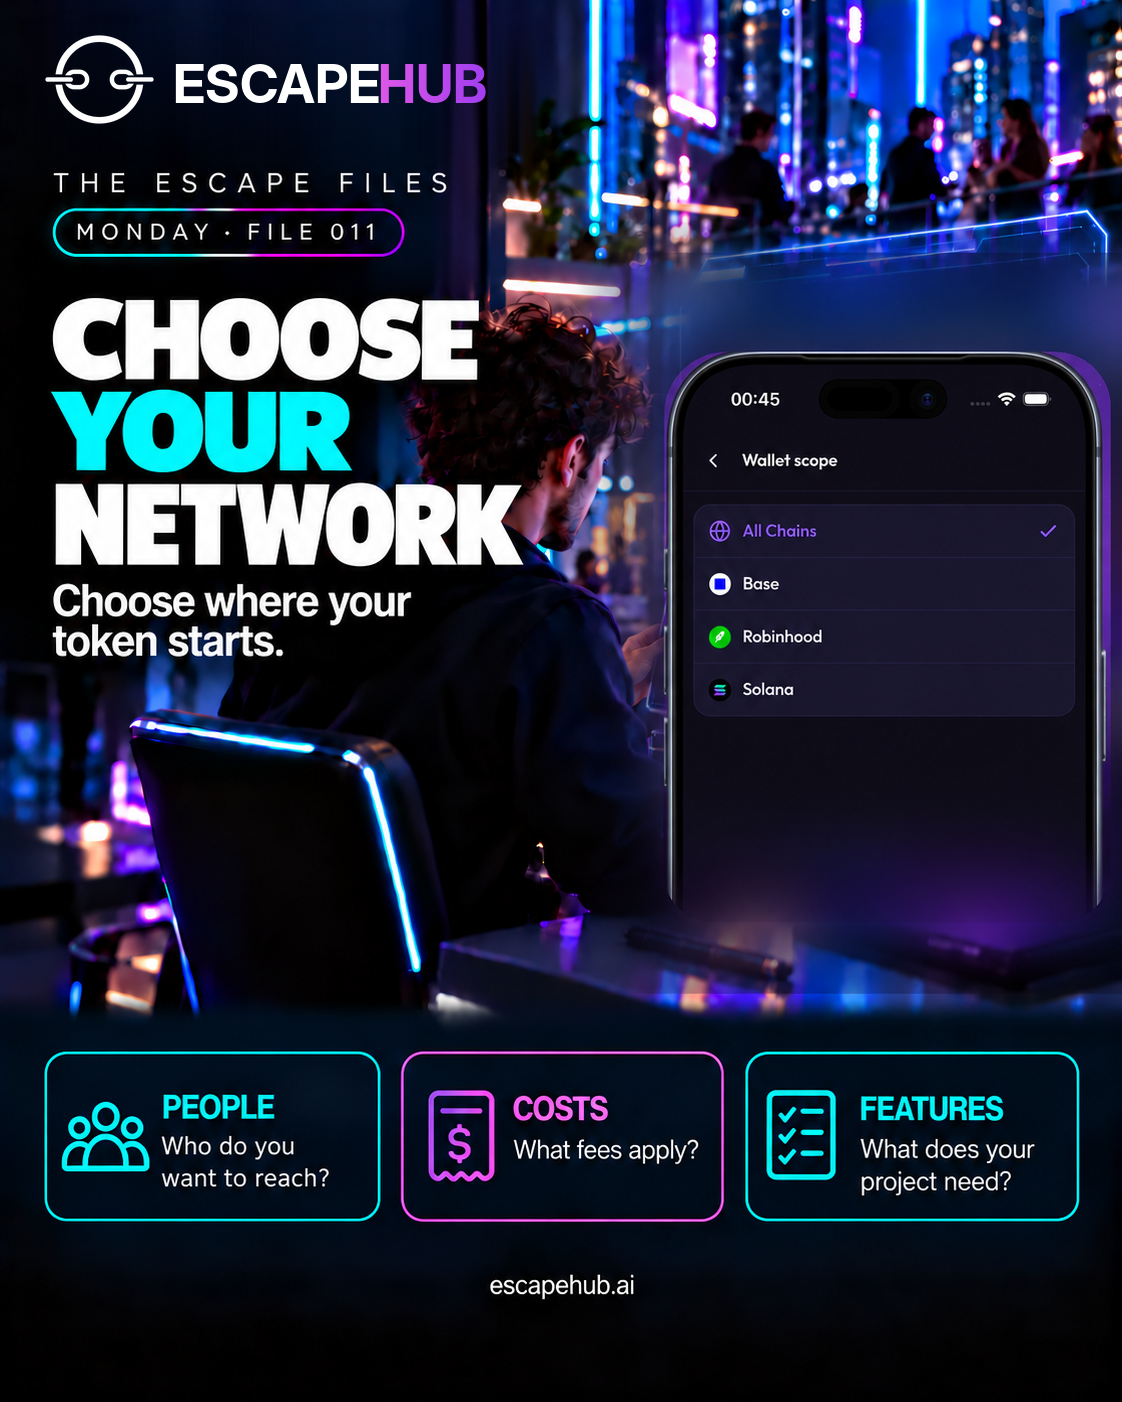 ESCAPEHUB
THE ESCAPE FILES
MONDAY · FILE 011
CHOOSE
YOUR
NETWORK
Choose where your
token starts.
00:45
Wallet scope
All Chains
Base
Robinhood
Solana
PEOPLE
Who do you
want to reach?
COSTS
What fees apply?
FEATURES
What does your
project need?
escapehub.ai